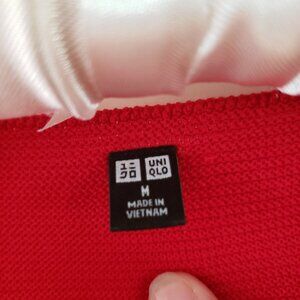 ユニ UNI
クロ QLO
M
MADE IN
VIETNAM